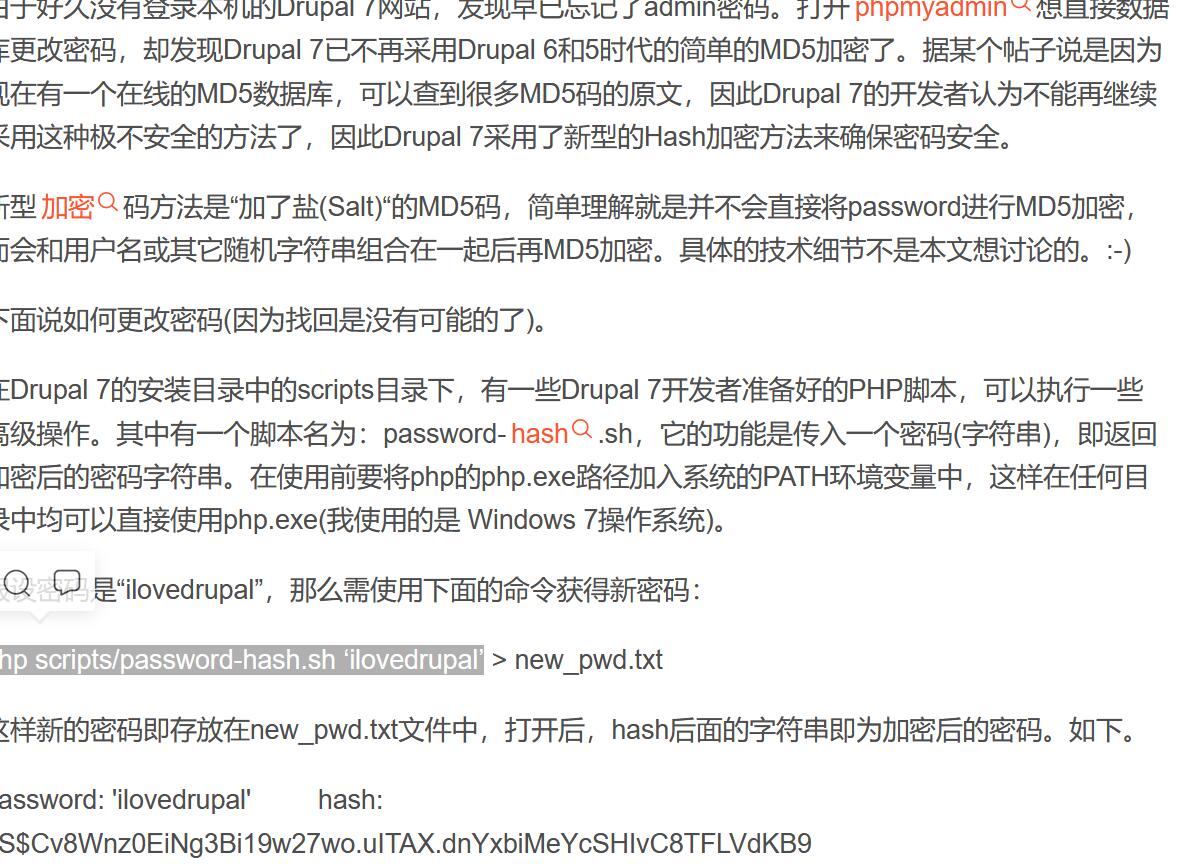 由于好久没有登录本机的Drupal 7网站，发现早已忘记了admin密码。打开 phpmyadmin 想直接数据
库更改密码，却发现Drupal 7已不再采用Drupal 6和5时代的简单的MD5加密了。据某个帖子说是因为
现在有一个在线的MD5数据库，可以查到很多MD5码的原文，因此Drupal 7的开发者认为不能再继续
采用这种极不安全的方法了，因此Drupal 7采用了新型的Hash加密方法来确保密码安全。
新型 加密 码方法是“加了盐(Salt)“的MD5码，简单理解就是并不会直接将password进行MD5加密，
而会和用户名或其它随机字符串组合在一起后再MD5加密。具体的技术细节不是本文想讨论的。:-)
下面说如何更改密码(因为找回是没有可能的了)。
在Drupal 7的安装目录中的scripts目录下，有一些Drupal 7开发者准备好的PHP脚本，可以执行一些
高级操作。其中有一个脚本名为：password- hash .sh，它的功能是传入一个密码(字符串)，即返回
加密后的密码字符串。在使用前要将php的php.exe路径加入系统的PATH环境变量中，这样在任何目
录中均可以直接使用php.exe(我使用的是 Windows 7操作系统)。
假设密码是“ilovedrupal”，那么需使用下面的命令获得新密码：
hp scripts/password-hash.sh ‘ilovedrupal’ > new_pwd.txt
这样新的密码即存放在new_pwd.txt文件中，打开后，hash后面的字符串即为加密后的密码。如下。
assword: 'ilovedrupal' hash:
S$Cv8Wnz0EiNg3Bi19w27wo.uITAX.dnYxbiMeYcSHIvC8TFLVdKB9